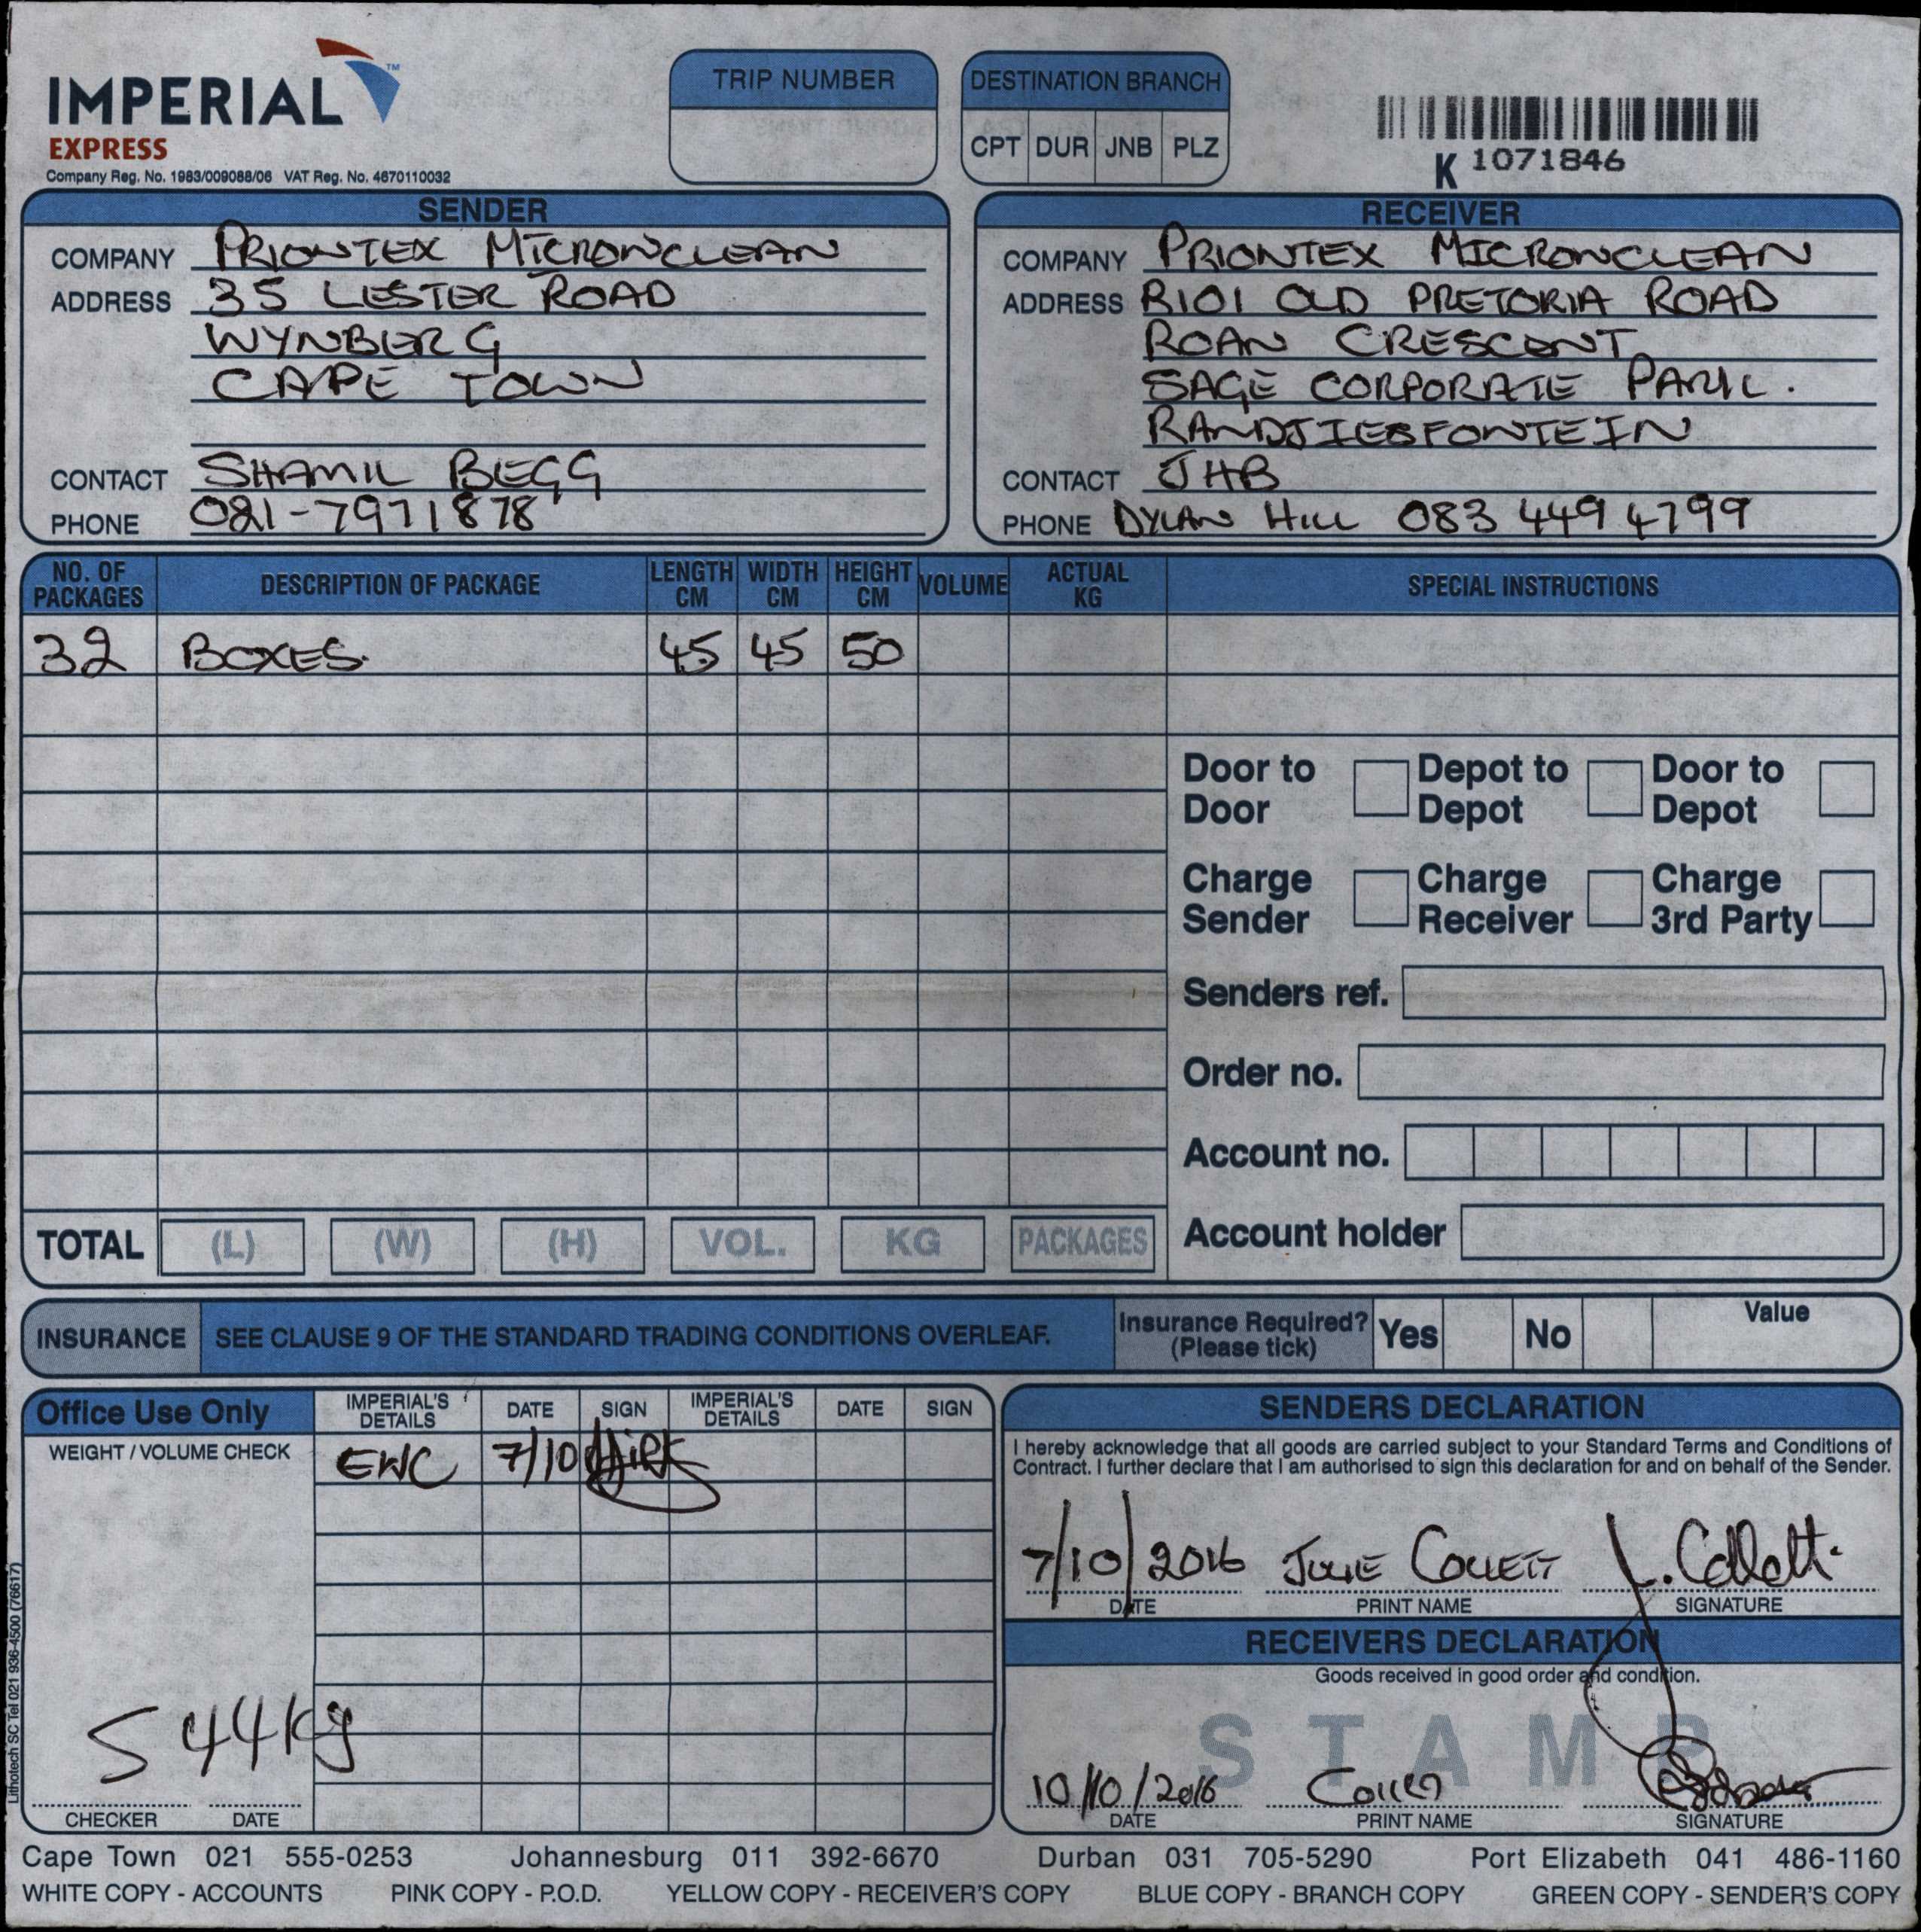 IMPERIAL™
EXPRESS
Company Reg. No. 1983/009088/06 VAT Reg. No. 4670110032
TRIP NUMBER
DESTINATION BRANCH
CPT DUR JNB PLZ
K 1071846
SENDER
COMPANY PRIONTEX MICRONCLEAN
ADDRESS 35 LESTER ROAD
WYNBERG
CAPE TOWN
CONTACT SHAMIL BEGG
PHONE 021-7971878
RECEIVER
COMPANY PRIONTEX MICRONCLEAN
ADDRESS R101 OLD PRETORIA ROAD
ROAN CRESCENT
SAGE CORPORATE PARK.
RANDJIESFONTEIN
CONTACT JHB
PHONE DYLAN HILL 083 449 4799
NO. OF PACKAGES DESCRIPTION OF PACKAGE LENGTH CM WIDTH CM HEIGHT CM VOLUME ACTUAL KG SPECIAL INSTRUCTIONS
32 BOXES. 45 45 50
Door to Door Depot to Depot Door to Depot
Charge Sender Charge Receiver Charge 3rd Party
Senders ref.
Order no.
Account no.
Account holder
TOTAL (L) (W) (H) VOL. KG PACKAGES
INSURANCE SEE CLAUSE 9 OF THE STANDARD TRADING CONDITIONS OVERLEAF. Insurance Required? (Please tick) Yes No Value
Office Use Only IMPERIAL'S DETAILS DATE SIGN IMPERIAL'S DETAILS DATE SIGN
WEIGHT / VOLUME CHECK EWC 7/10
544kg
CHECKER DATE
SENDERS DECLARATION
I hereby acknowledge that all goods are carried subject to your Standard Terms and Conditions of
Contract. I further declare that I am authorised to sign this declaration for and on behalf of the Sender.
7/10/2016 JULIE COLLETT J. Collett.
DATE PRINT NAME SIGNATURE
RECEIVERS DECLARATION
Goods received in good order and condition.
STAMP
10/10/2016
DATE PRINT NAME SIGNATURE
Lithotech SC Tel 021 936-4500 (76617)
Cape Town 021 555-0253 Johannesburg 011 392-6670 Durban 031 705-5290 Port Elizabeth 041 486-1160
WHITE COPY - ACCOUNTS PINK COPY - P.O.D. YELLOW COPY - RECEIVER'S COPY BLUE COPY - BRANCH COPY GREEN COPY - SENDER'S COPY